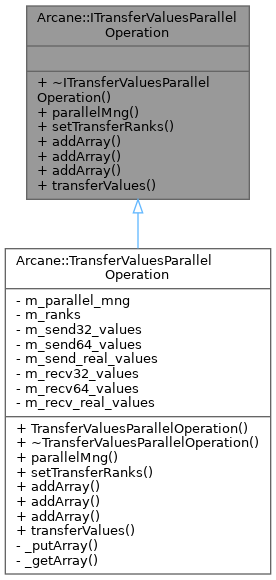 Arcane::ITransferValuesParallel
Operation
+ ~ITransferValuesParallel
Operation()
+ parallelMng()
+ setTransferRanks()
+ addArray()
+ addArray()
+ addArray()
+ transferValues()
Arcane::TransferValuesParallel
Operation
- m_parallel_mng
- m_ranks
- m_send32_values
- m_send64_values
- m_send_real_values
- m_recv32_values
- m_recv64_values
- m_recv_real_values
+ TransferValuesParallelOperation()
+ ~TransferValuesParallelOperation()
+ parallelMng()
+ setTransferRanks()
+ addArray()
+ addArray()
+ addArray()
+ transferValues()
- _putArray()
- _getArray()